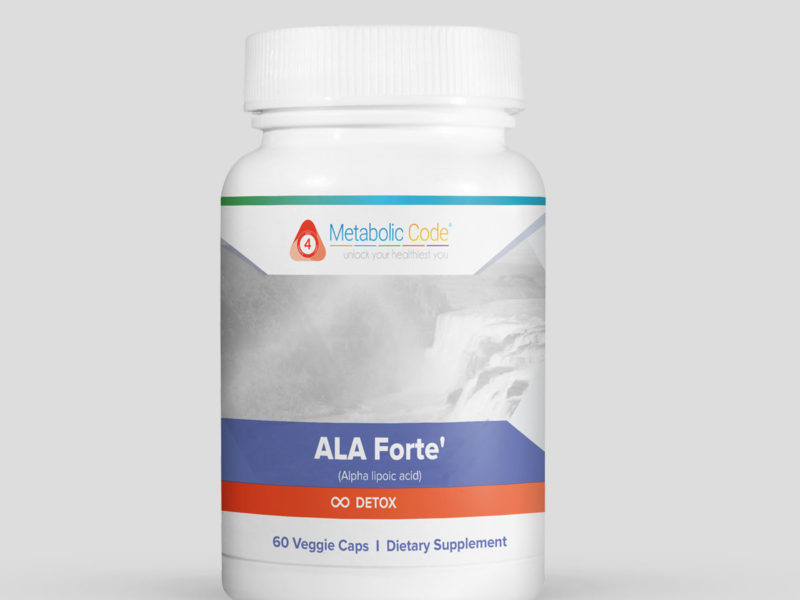 4
Metabolic Code®
unlock your healthiest you
ALA Forte'
(Alpha lipoic acid)
∞ DETOX
60 Veggie Caps | Dietary Supplement